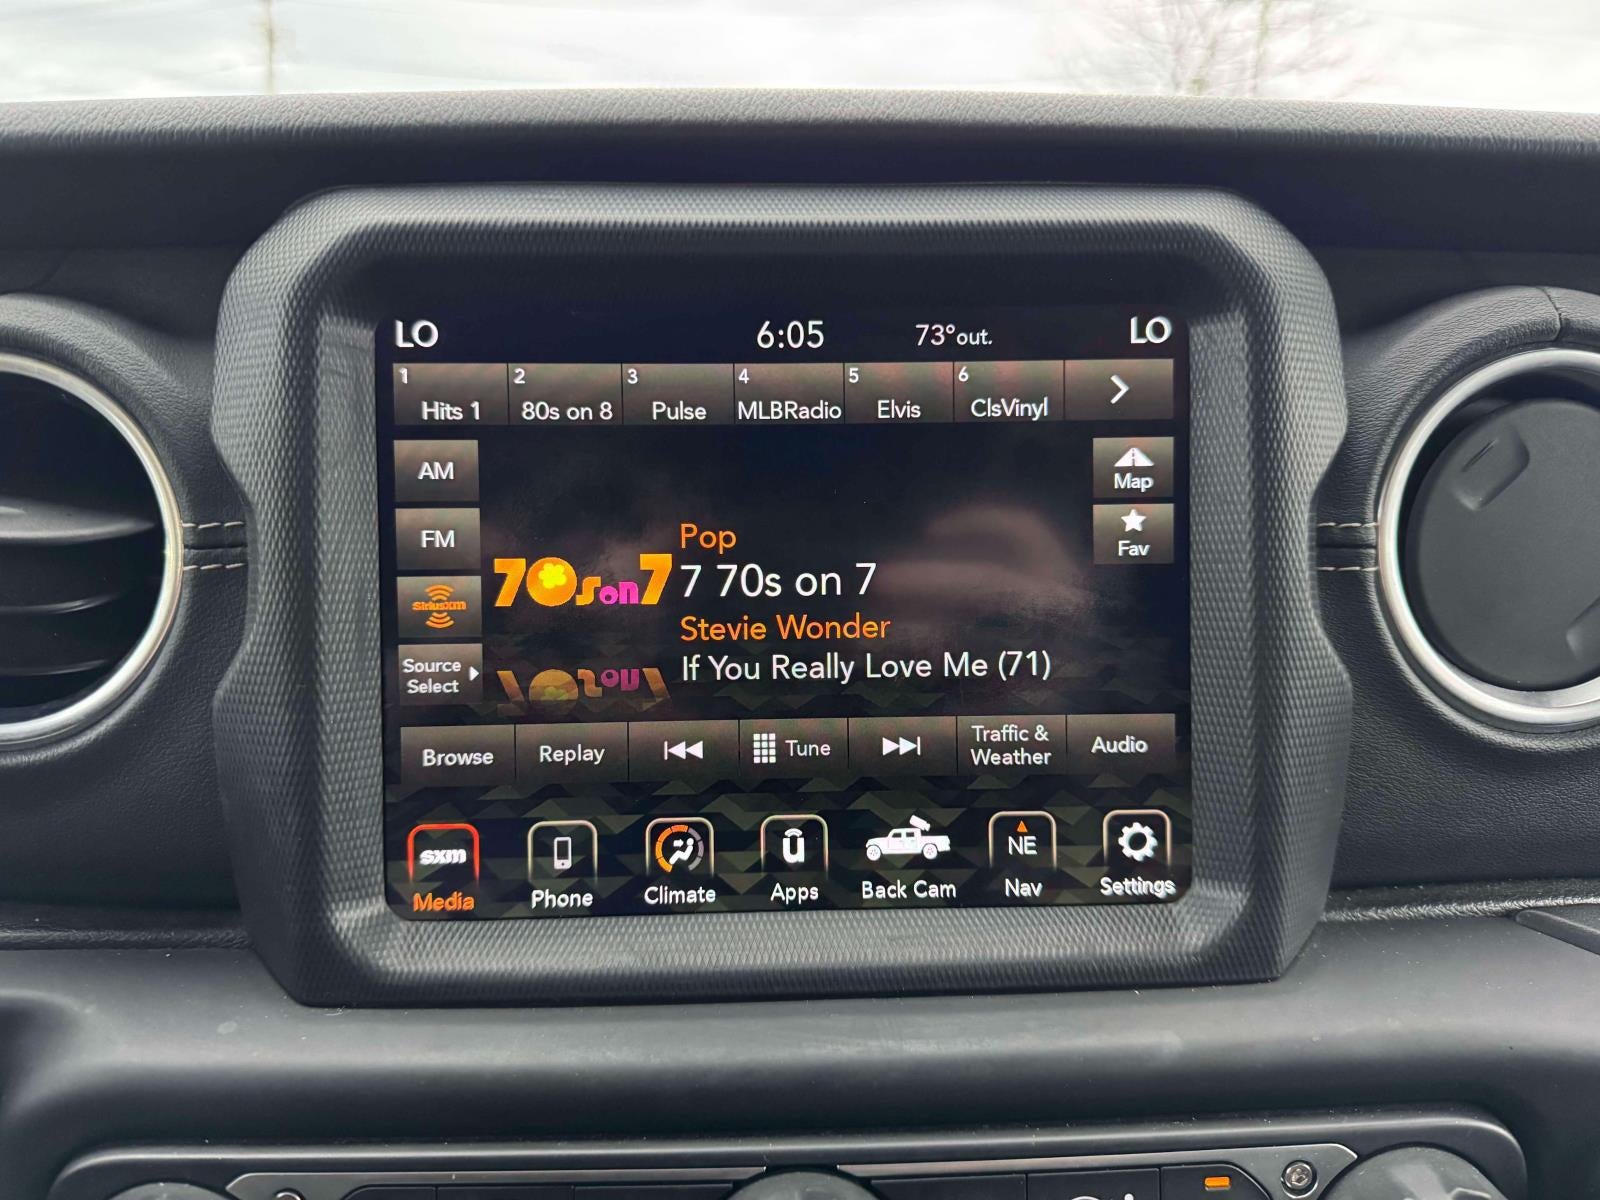 LO 6:05 73°out. LO
1 2 3 4 5 6
Hits 1 80s on 8 Pulse MLBRadio Elvis ClsVinyl
AM
Map
FM
Fav
SiriusXM
Source
Select
70s on 7
Pop
7 70s on 7
Stevie Wonder
If You Really Love Me (71)
Browse Replay Tune Traffic & Weather Audio
sxm
NE
Media Phone Climate Apps Back Cam Nav Settings